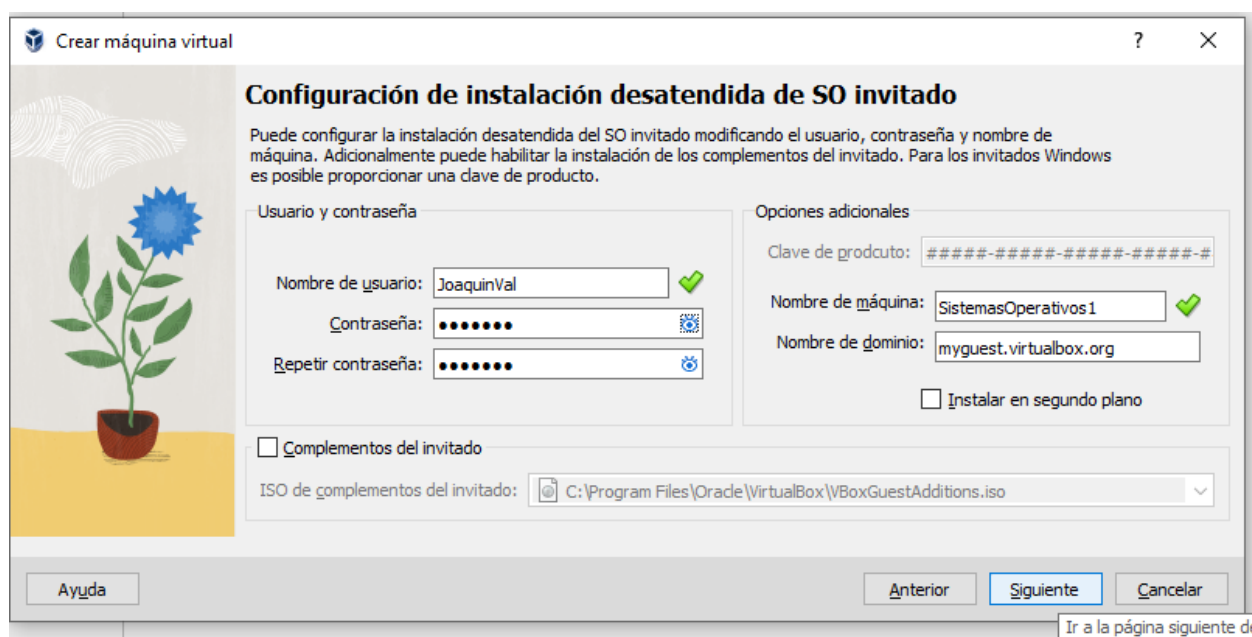 Crear máquina virtual
?
Configuración de instalación desatendida de SO invitado
Puede configurar la instalación desatendida del SO invitado modificando el usuario, contraseña y nombre de
máquina. Adicionalmente puede habilitar la instalación de los complementos del invitado. Para los invitados Windows
es posible proporcionar una clave de producto.
Usuario y contraseña
Nombre de usuario: JoaquinVal
Contraseña: ●●●●●●●
Repetir contraseña: ●●●●●●●
Opciones adicionales
Clave de prodcuto: #####-#####-#####-#####-#
Nombre de máquina: SistemasOperativos1
Nombre de dominio: myguest.virtualbox.org
Instalar en segundo plano
Complementos del invitado
ISO de complementos del invitado: C:\Program Files\Oracle\VirtualBox\VBoxGuestAdditions.iso
Ayuda
Anterior
Siguiente
Cancelar
Ir a la página siguiente de